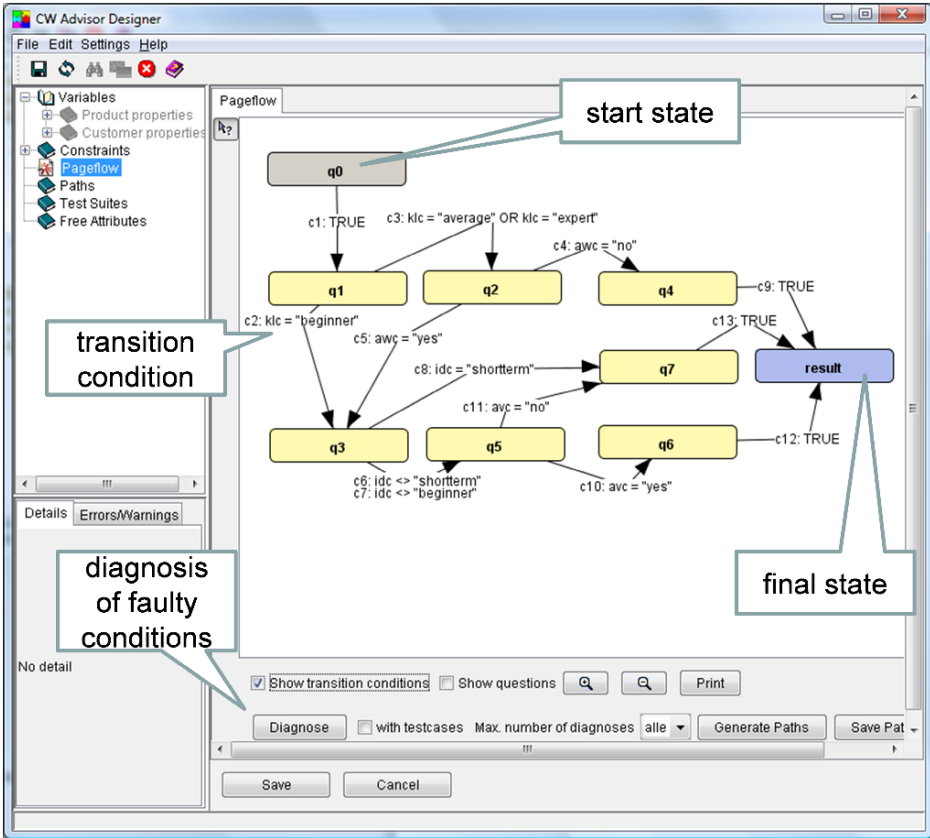 CW Advisor Designer
File Edit Settings Help
Variables
Product properties
Customer properties
Constraints
Pageflow
Paths
Test Suites
Free Attributes
Pageflow
start state
q0
c1: TRUE
c3: klc = "average" OR klc = "expert"
c4: awc = "no"
q1
q2
q4
c9: TRUE
c2: klc = "beginner"
c5: awc = "yes"
c13: TRUE
transition
condition
c8: idc = "shortterm"
q7
result
c11: avc = "no"
q3
q5
q6
c12: TRUE
c6: idc <> "shortterm"
c7: idc <> "beginner"
c10: avc = "yes"
final state
Details Errors/Warnings
diagnosis
of faulty
conditions
No detail
Show transition conditions Show questions Print
Diagnose with testcases Max. number of diagnoses alle Generate Paths Save Pat
Save Cancel